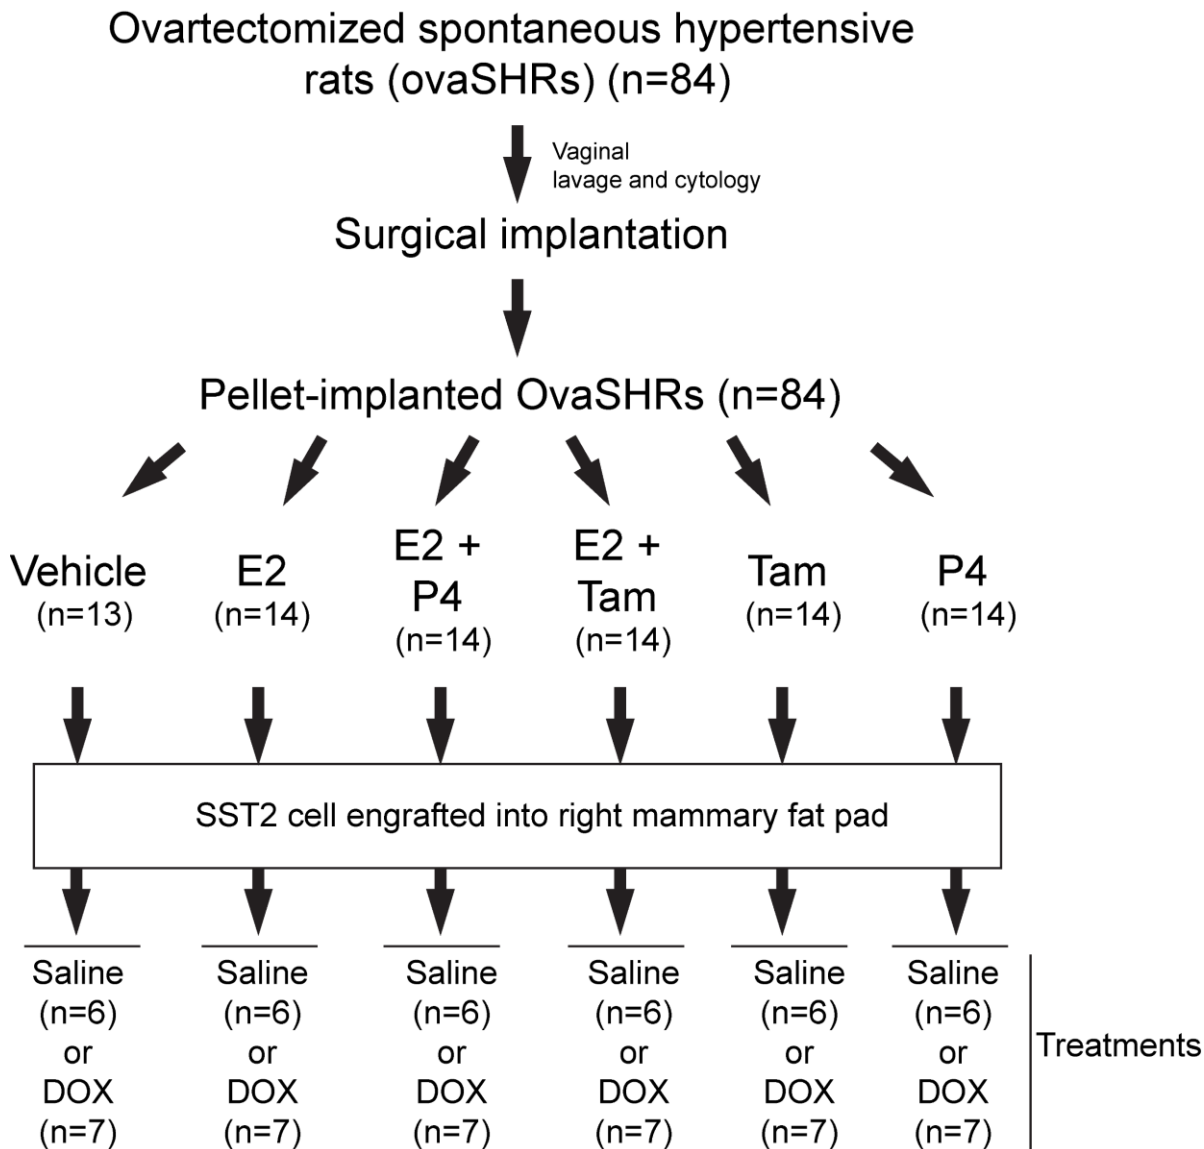 Ovartectomized spontaneous hypertensive
rats (ovaSHRs) (n=84)
Vaginal
lavage and cytology
Surgical implantation
Pellet-implanted OvaSHRs (n=84)
Vehicle
(n=13)
E2
(n=14)
E2 +
P4
(n=14)
E2 +
Tam
(n=14)
Tam
(n=14)
P4
(n=14)
SST2 cell engrafted into right mammary fat pad
Saline
(n=6)
or
DOX
(n=7)
Saline
(n=6)
or
DOX
(n=7)
Saline
(n=6)
or
DOX
(n=7)
Saline
(n=6)
or
DOX
(n=7)
Saline
(n=6)
or
DOX
(n=7)
Saline
(n=6)
or
DOX
(n=7)
Treatments